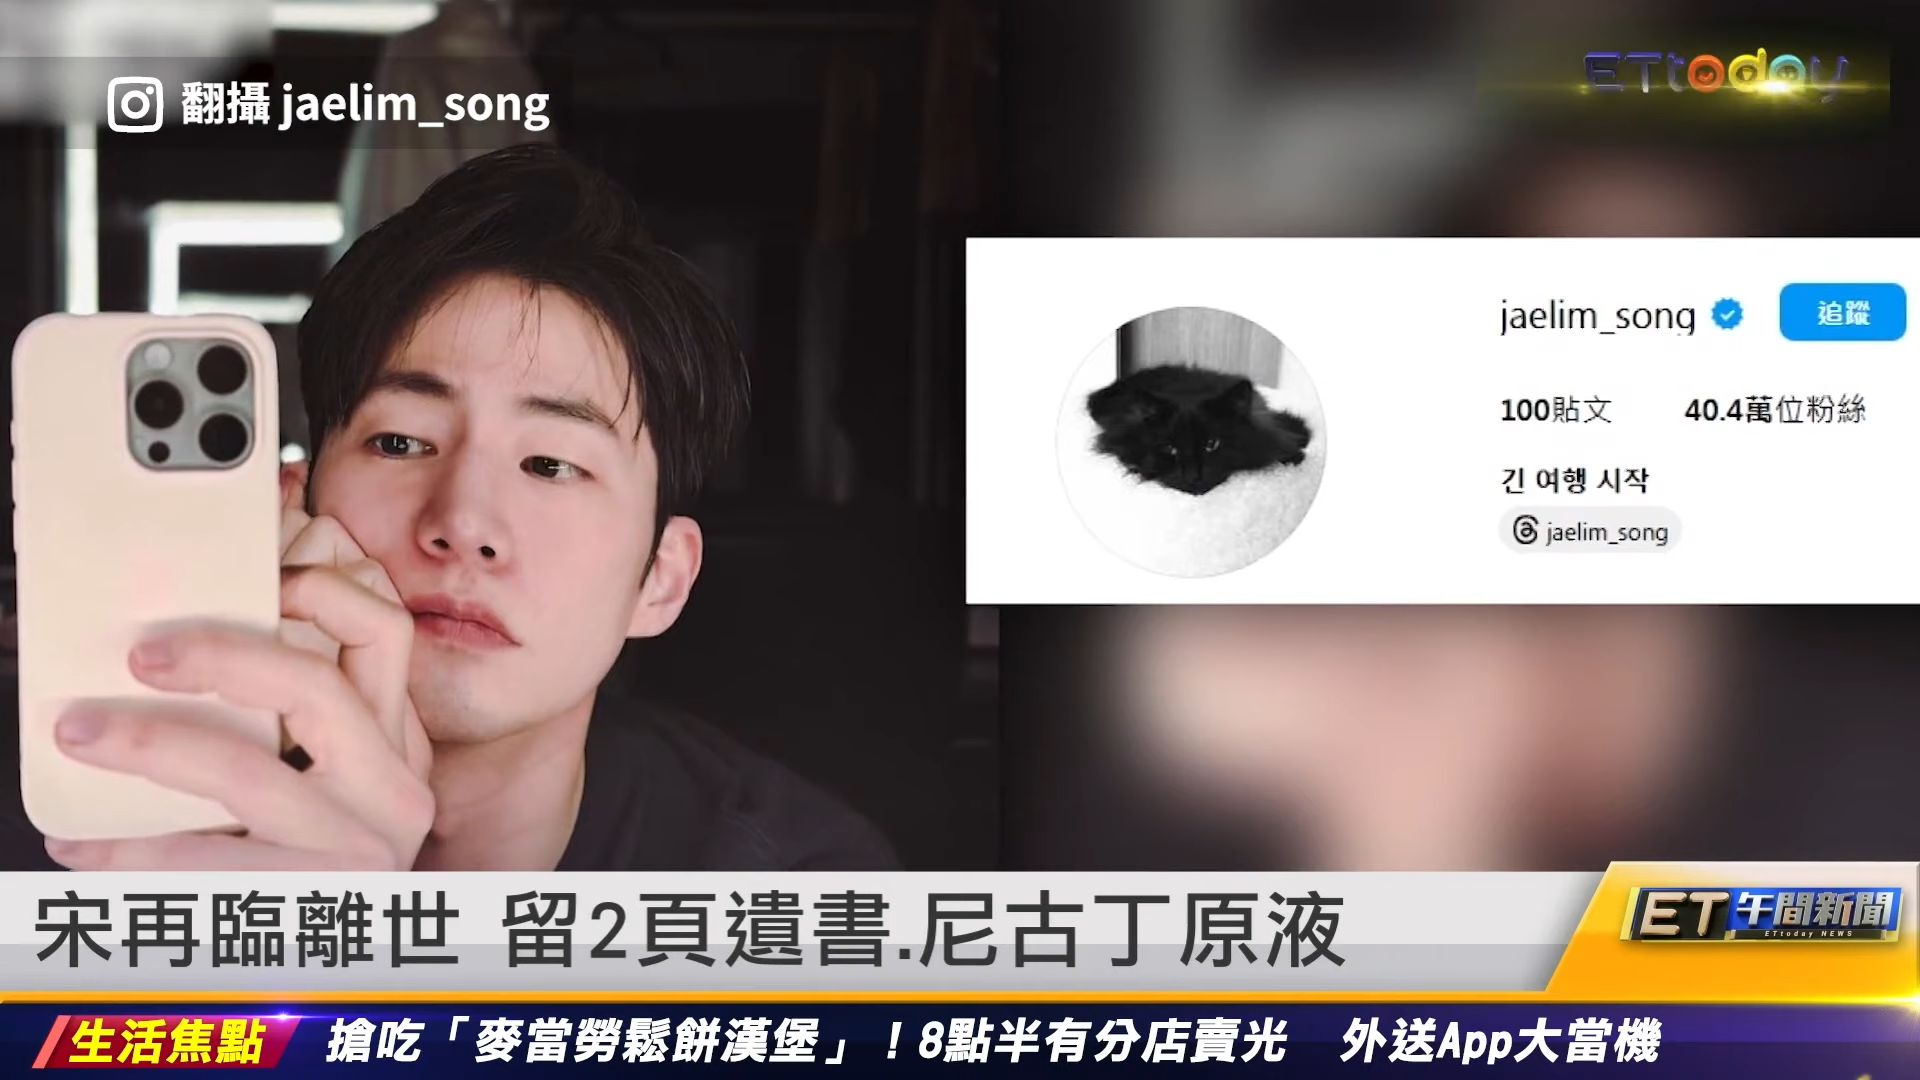 翻攝 jaelim_song
ETtoday
jaelim_song
追蹤
100貼文 40.4萬位粉絲
긴 여행 시작
jaelim_song
宋再臨離世 留2頁遺書.尼古丁原液
ET午間新聞
ETtoday NEWS
生活焦點
搶吃「麥當勞鬆餅漢堡」！8點半有分店賣光 外送App大當機